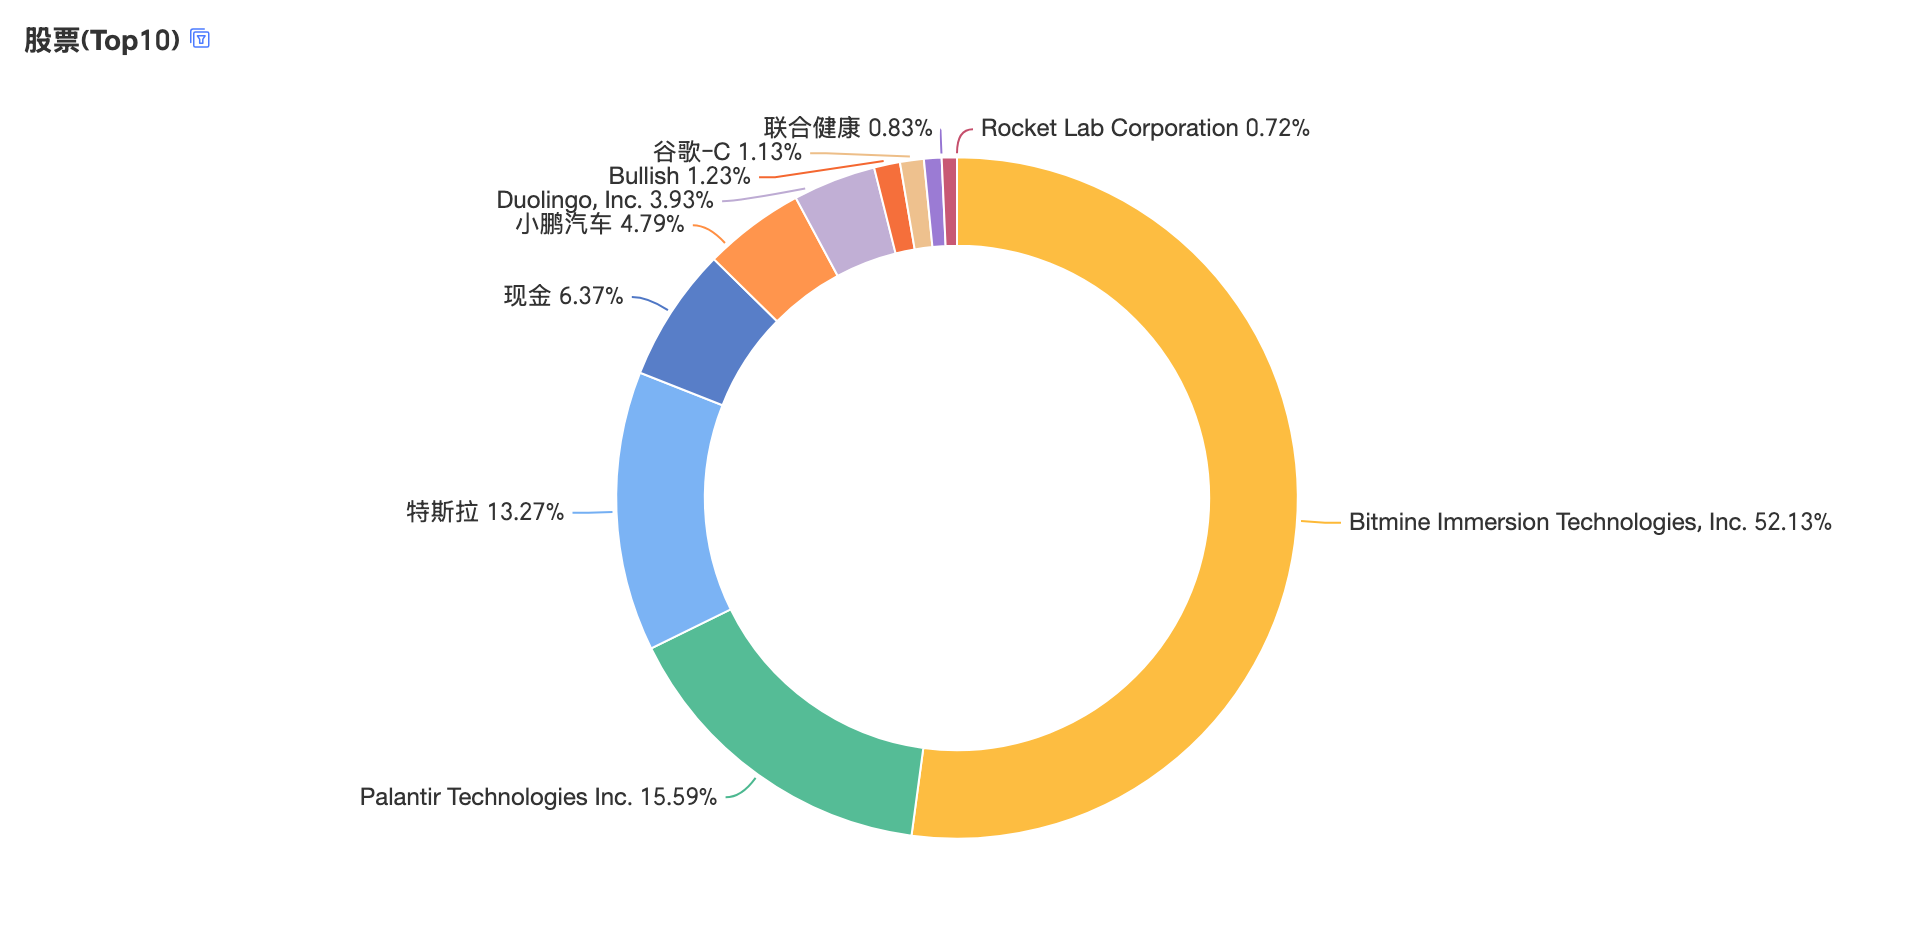 股票(Top10)
联合健康 0.83%
Rocket Lab Corporation 0.72%
谷歌-C 1.13%
Bullish 1.23%
Duolingo, Inc. 3.93%
小鹏汽车 4.79%
现金 6.37%
特斯拉 13.27%
Bitmine Immersion Technologies, Inc. 52.13%
Palantir Technologies Inc. 15.59%